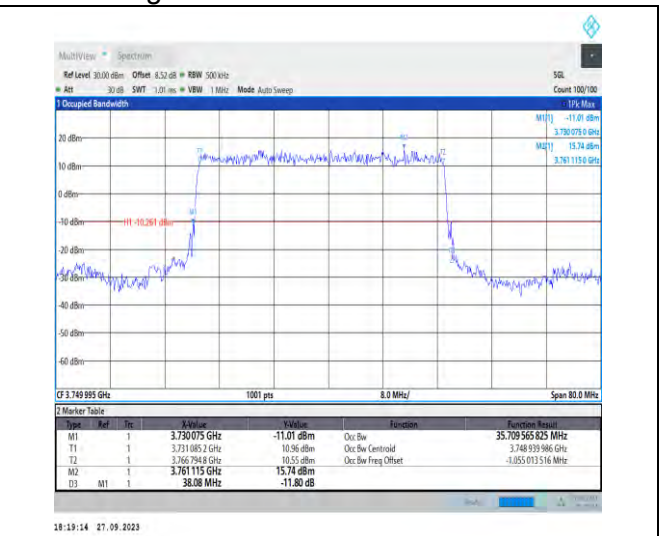 MultiView Spectrum
Ref Level 30.00 dBm Offset 8.52 dB RBW 500 kHz SGL
Att 30 dB SWT 1.01 ms VBW 1 MHz Mode Auto Sweep Count 100/100
1 Occupied Bandwidth 1Pk Max
M1[1] -11.01 dBm
3.730 075 0 GHz
M2[1] 15.74 dBm
3.761 115 0 GHz
20 dBm
T1 M2 T2
10 dBm
0 dBm
M1
-10 dBm H1 -10.261 dBm
-20 dBm
-30 dBm
-40 dBm
-50 dBm
-60 dBm
CF 3.749 995 GHz 1001 pts 8.0 MHz/ Span 80.0 MHz
2 Marker Table
Type Ref Trc X-Value Y-Value Function Function Result
M1 1 3.730 075 GHz -11.01 dBm Occ Bw 35.709 565 825 MHz
T1 1 3.731 085 2 GHz 10.96 dBm Occ Bw Centroid 3.748 939 986 GHz
T2 1 3.766 794 8 GHz 10.55 dBm Occ Bw Freq Offset -1.055 013 516 MHz
M2 1 3.761 115 GHz 15.74 dBm
D3 M1 1 38.08 MHz -11.80 dB
18:19:14 27.09.2023